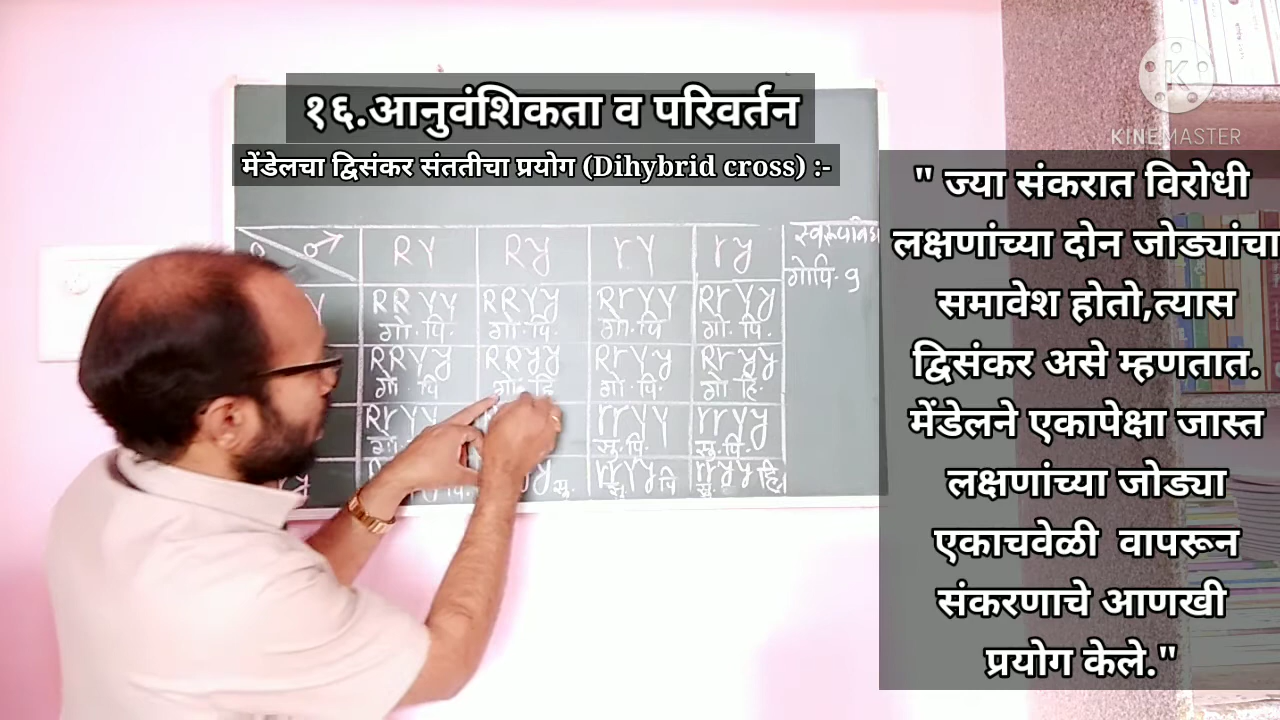 १६.आनुवंशिकता व परिवर्तन
मेंडेलचा द्विसंकर संततीचा प्रयोग (Dihybrid cross) :-
KINEMASTER
" ज्या संकरात विरोधी
लक्षणांच्या दोन जोड्यांचा
समावेश होतो,त्यास
द्विसंकर असे म्हणतात.
मेंडेलने एकापेक्षा जास्त
लक्षणांच्या जोड्या
एकाचवेळी वापरून
संकरणाचे आणखी
प्रयोग केले."
RY Ry rY ry
गोपि. 9
RRYY RRYy RrYY RrYy
गो. पि. गो. पि. गो. पि गो. पि.
RRYy RRyy RrYy Rryy
गो. पि गो. हि गो. पि. गो हि.
RrYY rrYY rrYy
सु. पि. सु. पि.
सु. rrYy पि rryy हि.
सु. सु.